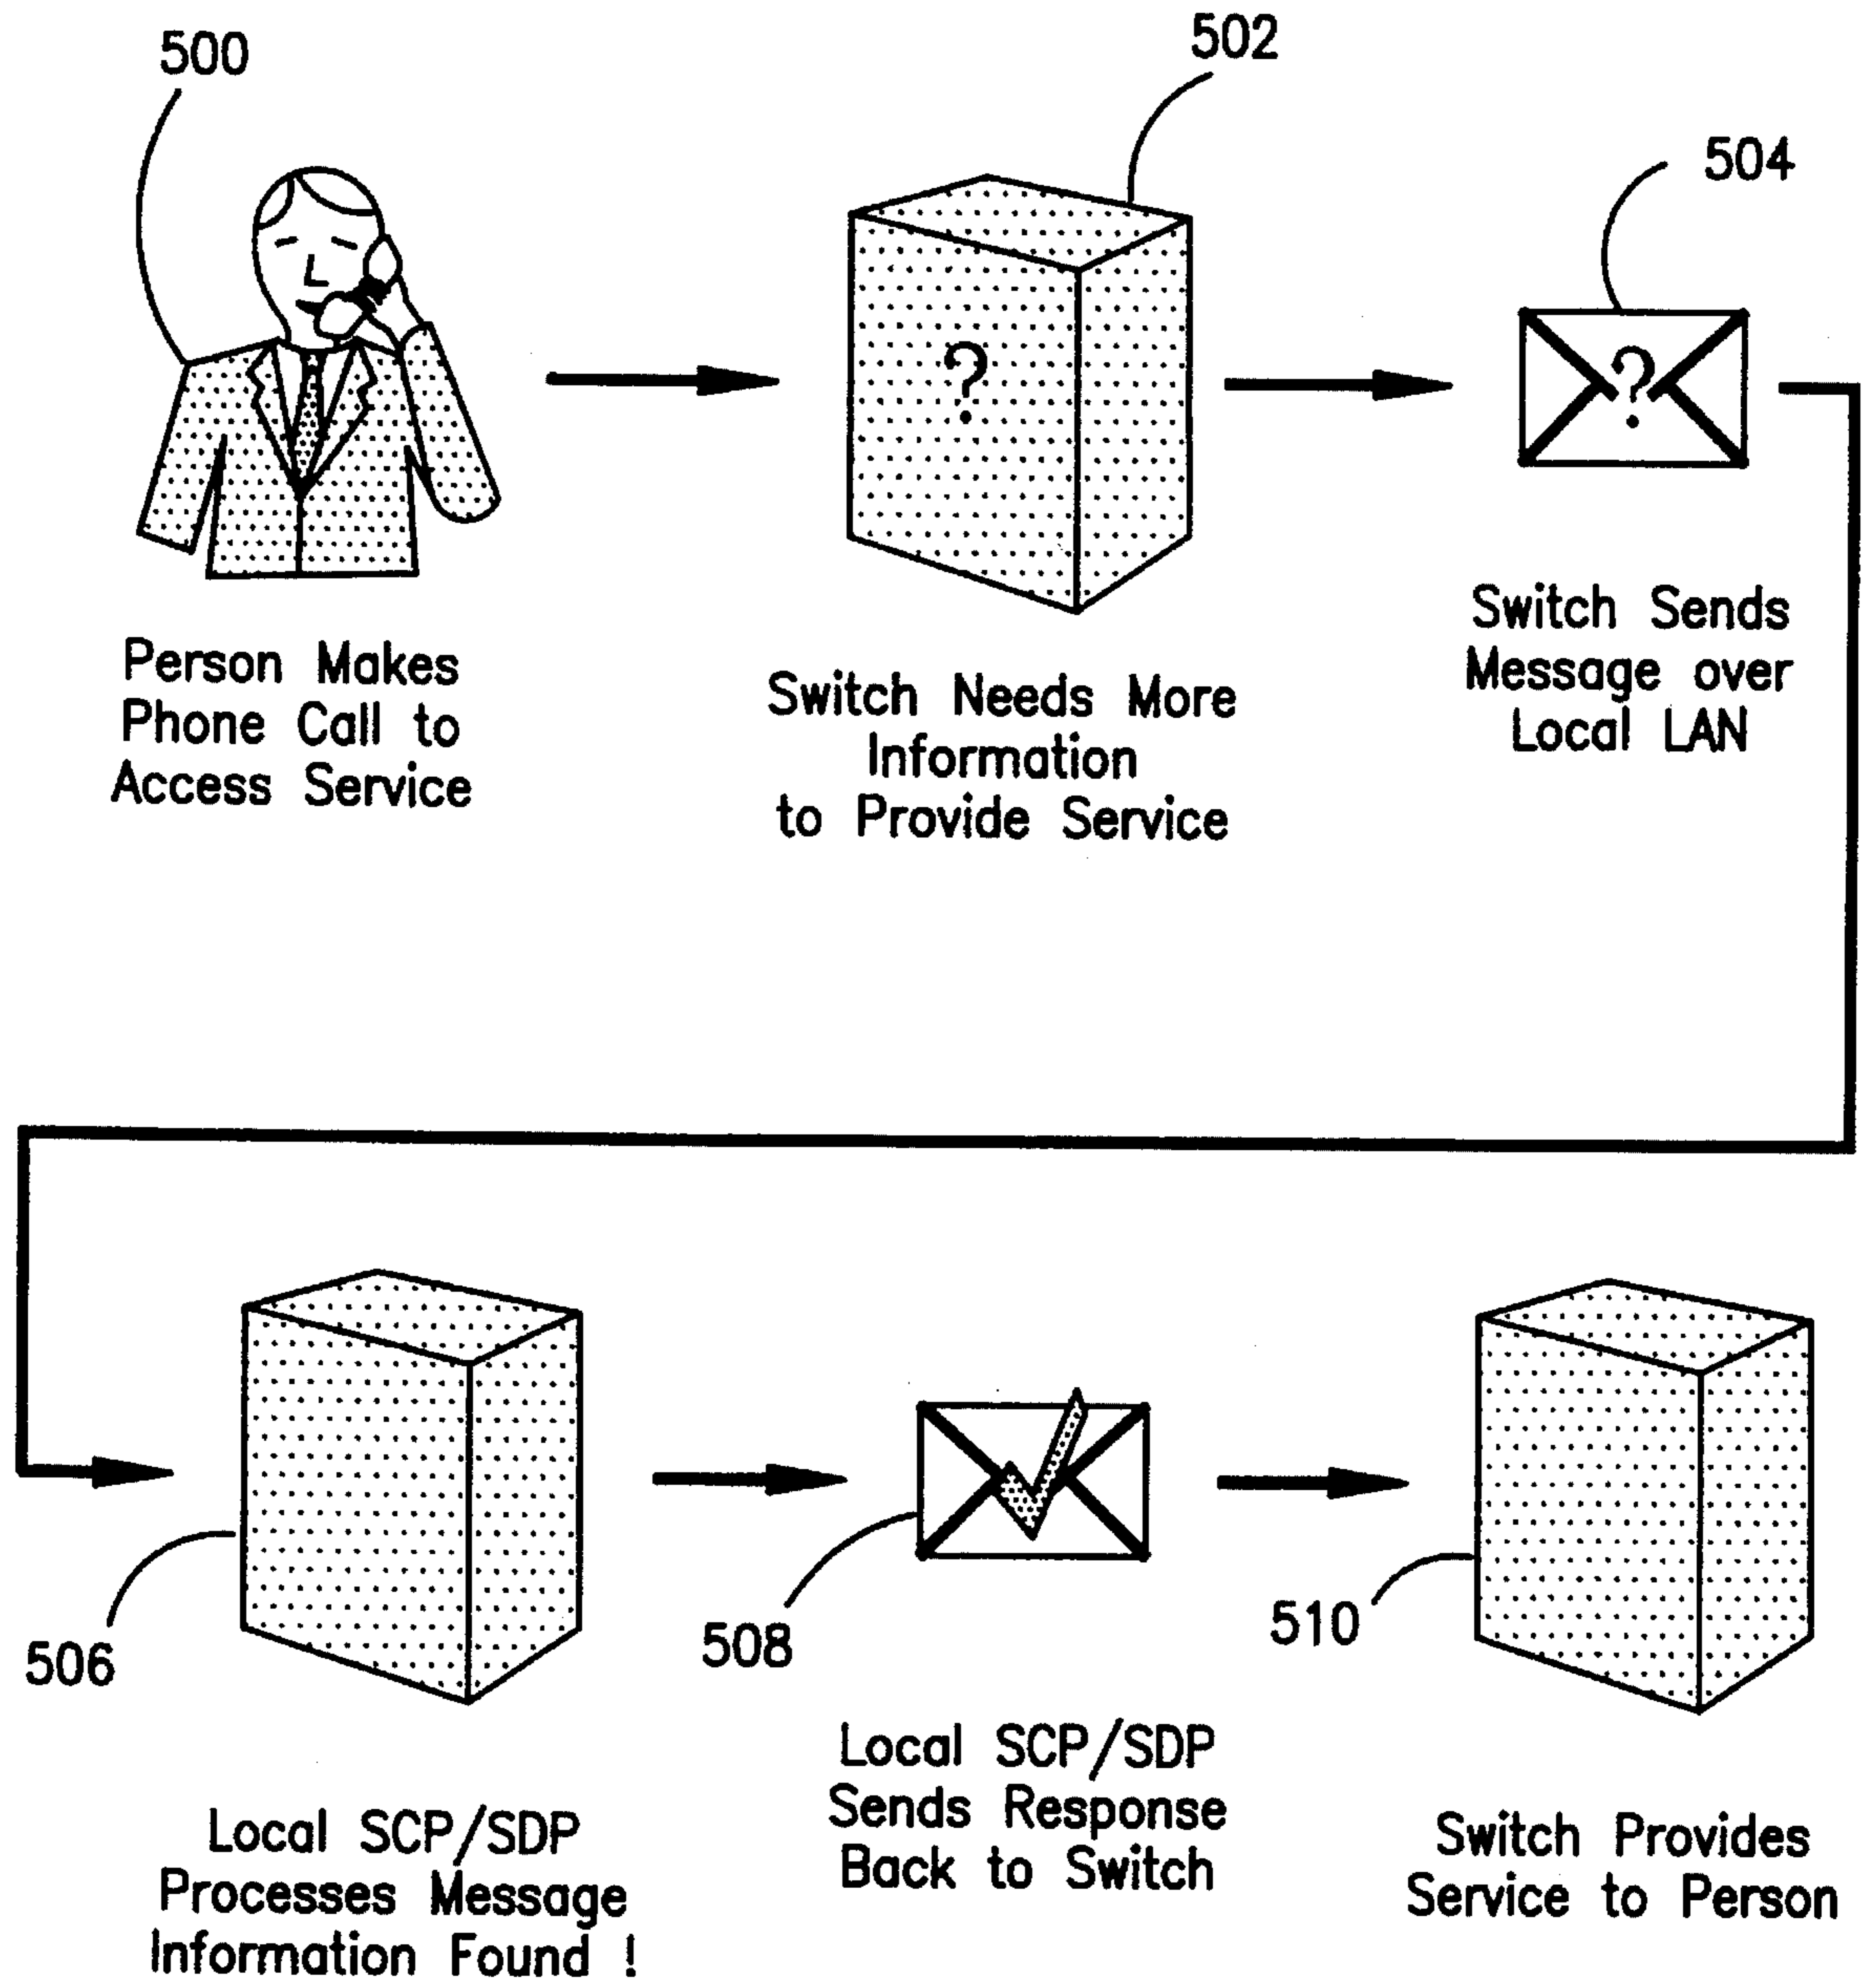 500
502
504
?
?
Person Makes
Phone Call to
Access Service
Switch Needs More
Information
to Provide Service
Switch Sends
Message over
Local LAN
506
508
510
Local SCP/SDP
Processes Message
Information Found !
Local SCP/SDP
Sends Response
Back to Switch
Switch Provides
Service to Person